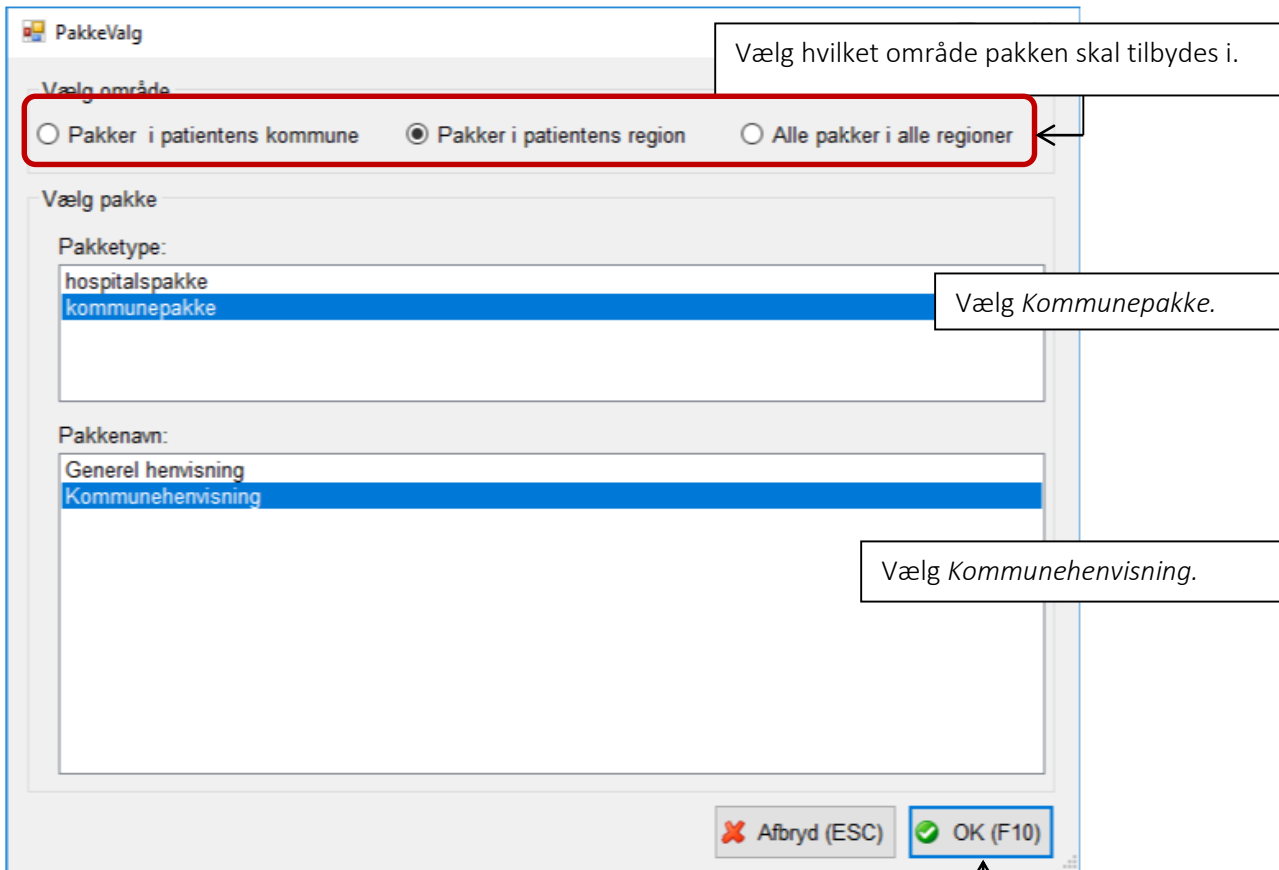 PakkeValg
Vælg hvilket område pakken skal tilbydes i.
Vælg område
Pakker i patientens kommune
Pakker i patientens region
Alle pakker i alle regioner
Vælg pakke
Pakketype:
hospitalspakke
kommunepakke
Vælg Kommunepakke.
Pakkenavn:
Generel henvisning
Kommunehenvisning
Vælg Kommunehenvisning.
Afbryd (ESC)
OK (F10)